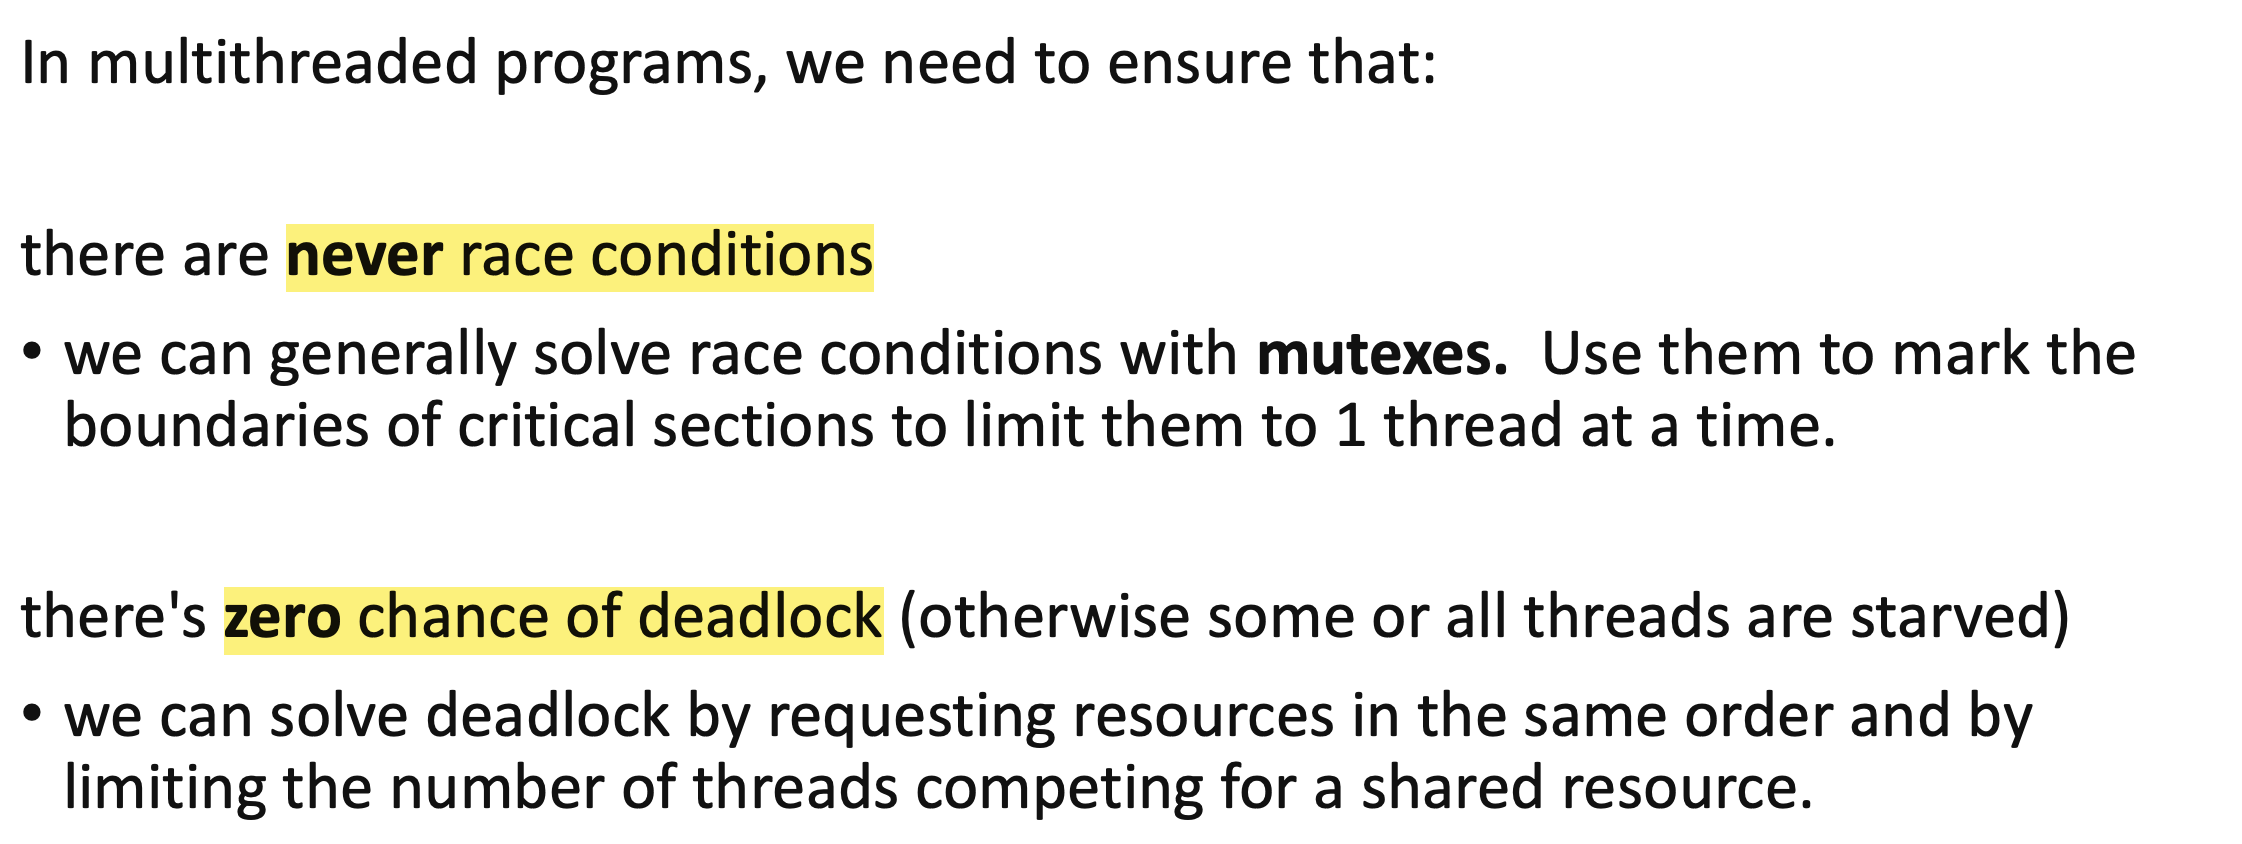 In multithreaded programs, we need to ensure that:
there are never race conditions
• we can generally solve race conditions with mutexes.  Use them to mark the
boundaries of critical sections to limit them to 1 thread at a time.
there's zero chance of deadlock (otherwise some or all threads are starved)
• we can solve deadlock by requesting resources in the same order and by
limiting the number of threads competing for a shared resource.